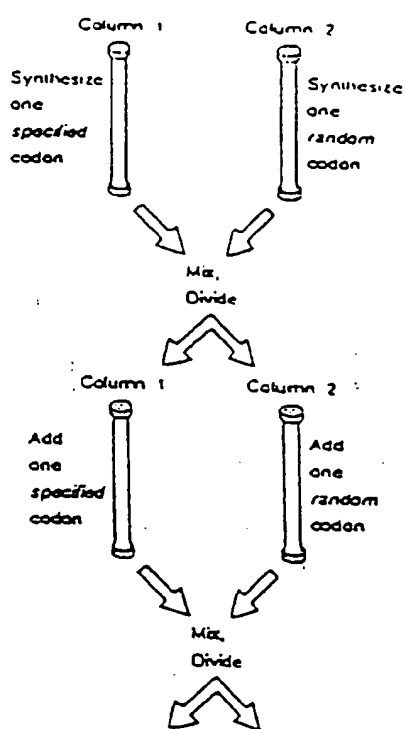 Column 1
Column 2
Synthesize
one
specified
codon
Synthesize
one
random
codon
Mix,
Divide
Column 1
Column 2
Add
one
specified
codon
Add
one
random
codon
Mix,
Divide